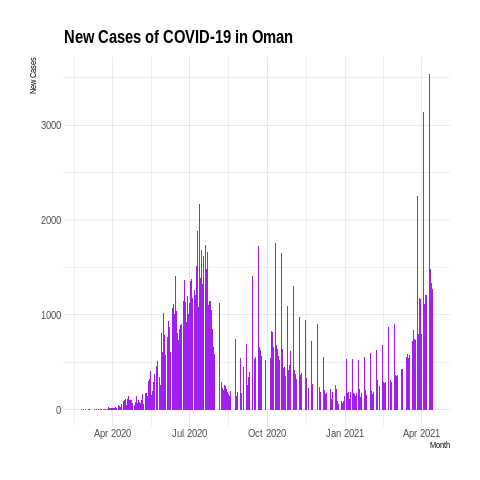 New Cases of COVID-19 in Oman
New Cases
3000
2000
1000
0
Apr 2020 Jul 2020 Oct 2020 Jan 2021 Apr 2021
Month